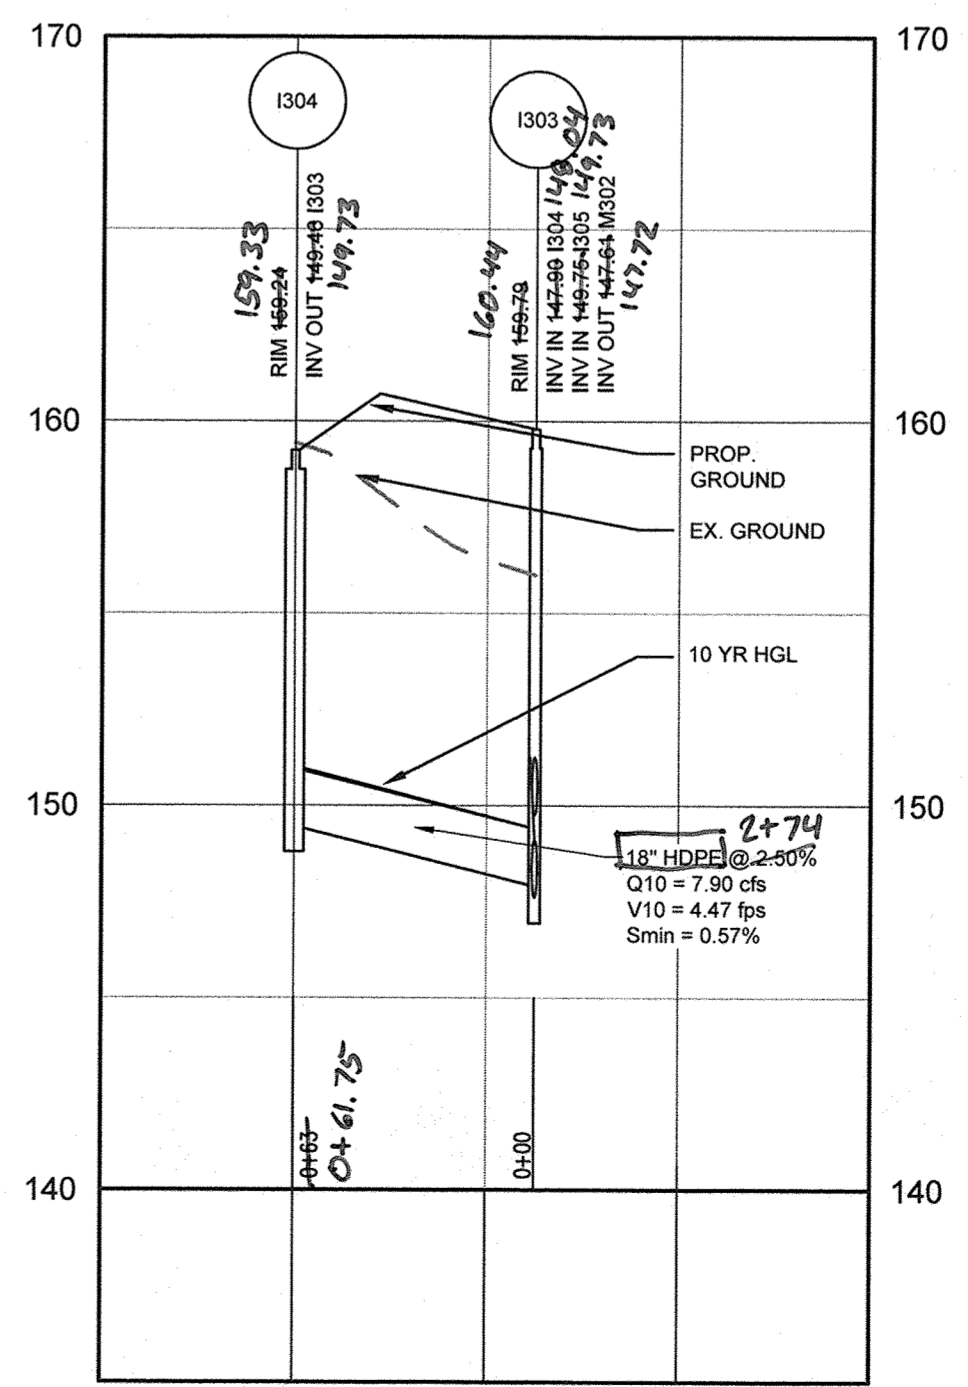 170
170
I304
I303
159.33
RIM 159.24
INV OUT 149.48 I303
149.73
160.44
RIM 159.79
INV IN 147.90 I304 148.04
INV IN 149.75 I305 149.73
INV OUT 147.61 M302
147.72
160
160
PROP.
GROUND
EX. GROUND
10 YR HGL
150
150
2+74
18" HDPE @ 2.50%
Q10 = 7.90 cfs
V10 = 4.47 fps
Smin = 0.57%
0+63
0+61.75
0+00
140
140